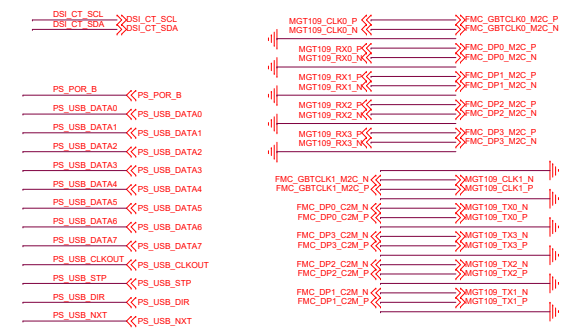 DSI_CT_SCL DSI_CT_SCL
DSI_CT_SDA DSI_CT_SDA
PS_POR_B PS_POR_B
PS_USB_DATA0 PS_USB_DATA0
PS_USB_DATA1 PS_USB_DATA1
PS_USB_DATA2 PS_USB_DATA2
PS_USB_DATA3 PS_USB_DATA3
PS_USB_DATA4 PS_USB_DATA4
PS_USB_DATA5 PS_USB_DATA5
PS_USB_DATA6 PS_USB_DATA6
PS_USB_DATA7 PS_USB_DATA7
PS_USB_CLKOUT PS_USB_CLKOUT
PS_USB_STP PS_USB_STP
PS_USB_DIR PS_USB_DIR
PS_USB_NXT PS_USB_NXT
MGT109_CLK0_P FMC_GBTCLK0_M2C_P
MGT109_CLK0_N FMC_GBTCLK0_M2C_N
MGT109_RX0_P FMC_DP0_M2C_P
MGT109_RX0_N FMC_DP0_M2C_N
MGT109_RX1_P FMC_DP1_M2C_P
MGT109_RX1_N FMC_DP1_M2C_N
MGT109_RX2_P FMC_DP2_M2C_P
MGT109_RX2_N FMC_DP2_M2C_N
MGT109_RX3_P FMC_DP3_M2C_P
MGT109_RX3_N FMC_DP3_M2C_N
FMC_GBTCLK1_M2C_N MGT109_CLK1_N
FMC_GBTCLK1_M2C_P MGT109_CLK1_P
FMC_DP0_C2M_N MGT109_TX0_N
FMC_DP0_C2M_P MGT109_TX0_P
FMC_DP3_C2M_N MGT109_TX3_N
FMC_DP3_C2M_P MGT109_TX3_P
FMC_DP2_C2M_N MGT109_TX2_N
FMC_DP2_C2M_P MGT109_TX2_P
FMC_DP1_C2M_N MGT109_TX1_N
FMC_DP1_C2M_P MGT109_TX1_P